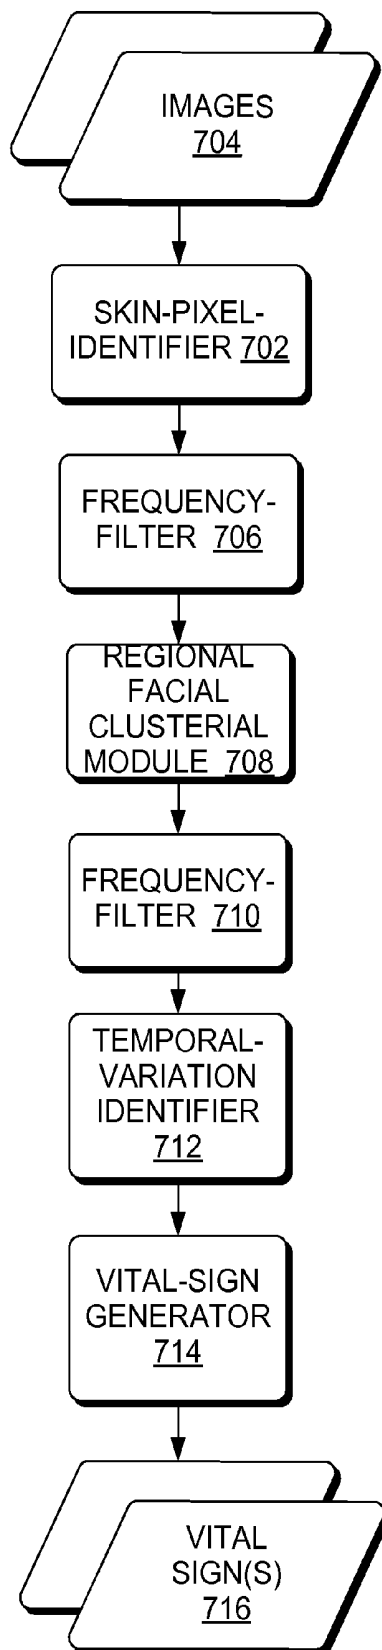 IMAGES
704
SKIN-PIXEL-
IDENTIFIER 702
FREQUENCY-
FILTER 706
REGIONAL
FACIAL
CLUSTERIAL
MODULE 708
FREQUENCY-
FILTER 710
TEMPORAL-
VARIATION
IDENTIFIER
712
VITAL-SIGN
GENERATOR
714
VITAL
SIGN(S)
716